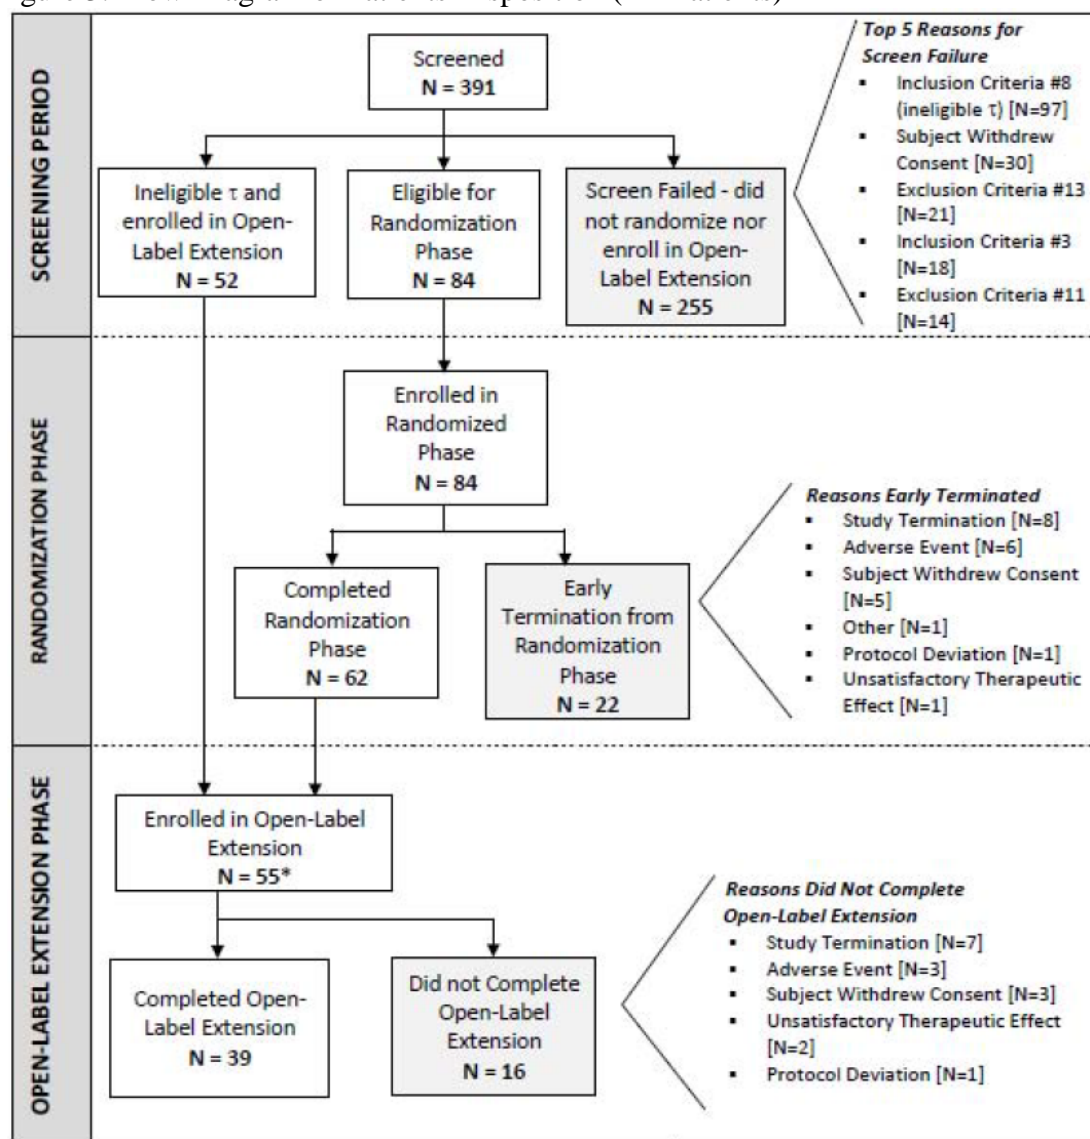 SCREENING PERIOD
Screened
N = 391
Ineligible τ and
enrolled in Open-
Label Extension
N = 52
Eligible for
Randomization
Phase
N = 84
Screen Failed - did
not randomize nor
enroll in Open-
Label Extension
N = 255
Top 5 Reasons for
Screen Failure
▪ Inclusion Criteria #8
(ineligible τ) [N=97]
▪ Subject Withdrew
Consent [N=30]
▪ Exclusion Criteria #13
[N=21]
▪ Inclusion Criteria #3
[N=18]
▪ Exclusion Criteria #11
[N=14]
RANDOMIZATION PHASE
Enrolled in
Randomized
Phase
N = 84
Completed
Randomization
Phase
N = 62
Early
Termination from
Randomization
Phase
N = 22
Reasons Early Terminated
▪ Study Termination [N=8]
▪ Adverse Event [N=6]
▪ Subject Withdrew Consent
[N=5]
▪ Other [N=1]
▪ Protocol Deviation [N=1]
▪ Unsatisfactory Therapeutic
Effect [N=1]
OPEN-LABEL EXTENSION PHASE
Enrolled in Open-Label
Extension
N = 55*
Completed Open-
Label Extension
N = 39
Did not Complete
Open-Label
Extension
N = 16
Reasons Did Not Complete
Open-Label Extension
▪ Study Termination [N=7]
▪ Adverse Event [N=3]
▪ Subject Withdrew Consent [N=3]
▪ Unsatisfactory Therapeutic Effect
[N=2]
▪ Protocol Deviation [N=1]